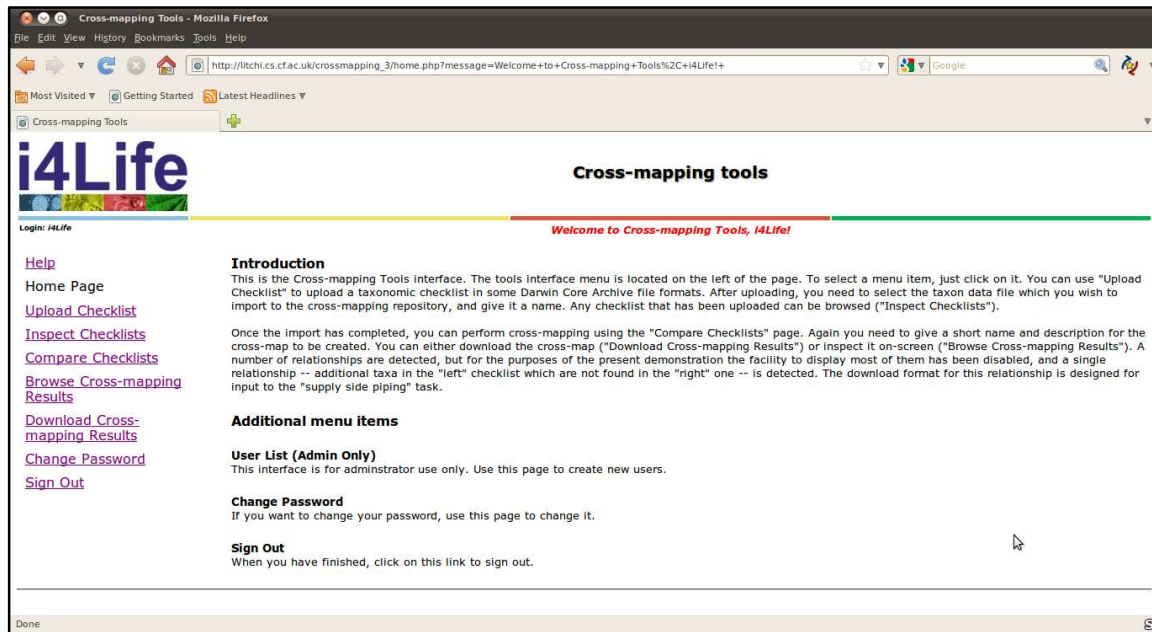 Cross-mapping Tools - Mozilla Firefox
File Edit View History Bookmarks Tools Help
http://litchi.cs.cf.ac.uk/crossmapping_3/home.php?message=Welcome+to+Cross-mapping+Tools%2C+i4Life!+
Google
Most Visited Getting Started Latest Headlines
Cross-mapping Tools
i4Life
Cross-mapping tools
Login: i4Life
Welcome to Cross-mapping Tools, i4Life!
Help
Home Page
Upload Checklist
Inspect Checklists
Compare Checklists
Browse Cross-mapping
Results
Download Cross-
mapping Results
Change Password
Sign Out
Introduction
This is the Cross-mapping Tools interface. The tools interface menu is located on the left of the page. To select a menu item, just click on it. You can use "Upload
Checklist" to upload a taxonomic checklist in some Darwin Core Archive file formats. After uploading, you need to select the taxon data file which you wish to
import to the cross-mapping repository, and give it a name. Any checklist that has been uploaded can be browsed ("Inspect Checklists").
Once the import has completed, you can perform cross-mapping using the "Compare Checklists" page. Again you need to give a short name and description for the
cross-map to be created. You can either download the cross-map ("Download Cross-mapping Results") or inspect it on-screen ("Browse Cross-mapping Results"). A
number of relationships are detected, but for the purposes of the present demonstration the facility to display most of them has been disabled, and a single
relationship -- additional taxa in the "left" checklist which are not found in the "right" one -- is detected. The download format for this relationship is designed for
input to the "supply side piping" task.
Additional menu items
User List (Admin Only)
This interface is for adminstrator use only. Use this page to create new users.
Change Password
If you want to change your password, use this page to change it.
Sign Out
When you have finished, click on this link to sign out.
Done